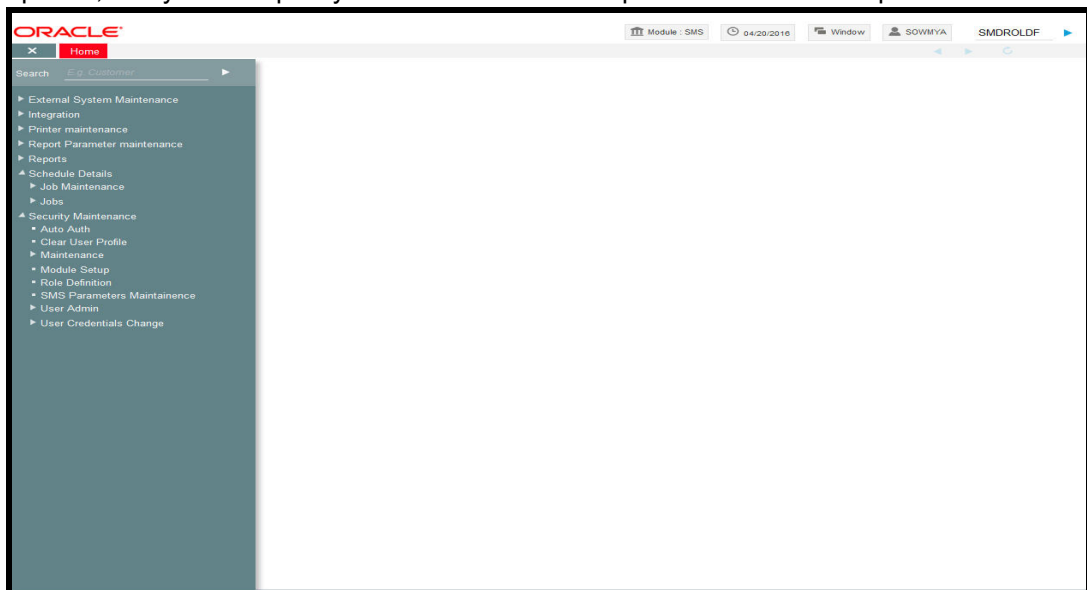 ORACLE
Module : SMS 04/20/2016 Window SOWMYA SMDROLDF
Home
Search E.g. Customer
External System Maintenance
Integration
Printer maintenance
Report Parameter maintenance
Reports
Schedule Details
Job Maintenance
Jobs
Security Maintenance
Auto Auth
Clear User Profile
Maintenance
Module Setup
Role Definition
SMS Parameters Maintainence
User Admin
User Credentials Change